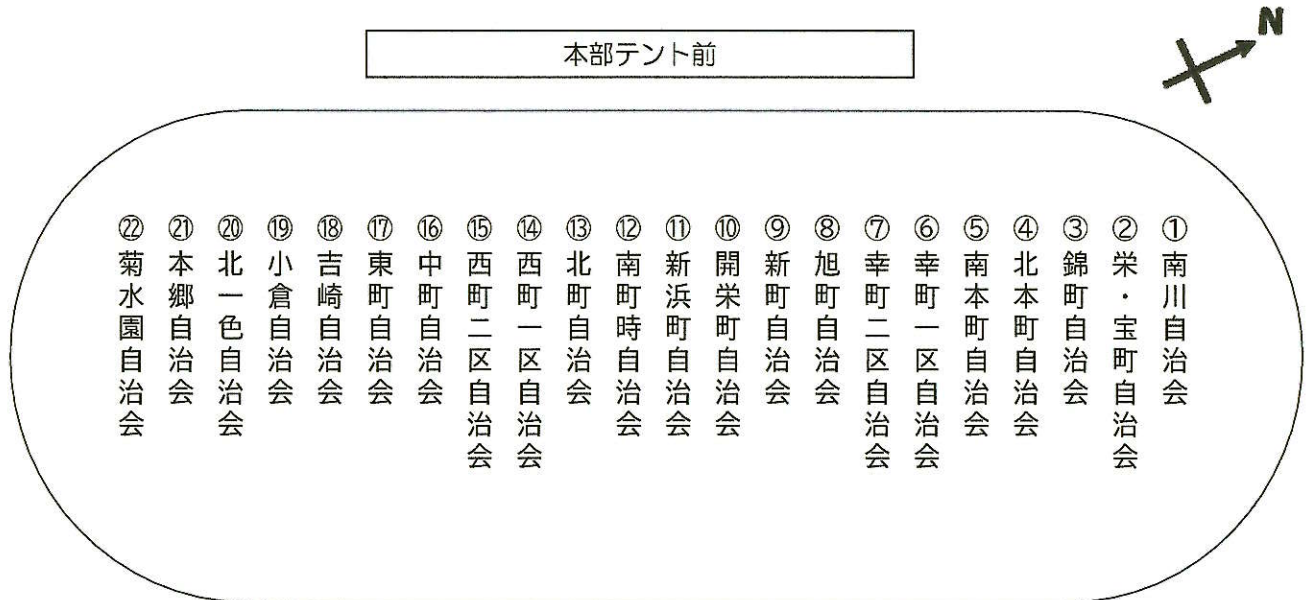 本部テント前
N
①南川自治会
②栄・宝町自治会
③錦町自治会
④北本町自治会
⑤南本町自治会
⑥幸町一区自治会
⑦幸町二区自治会
⑧旭町自治会
⑨新町自治会
⑩開栄町自治会
⑪新浜町自治会
⑫南町時自治会
⑬北町自治会
⑭西町一区自治会
⑮西町二区自治会
⑯中町自治会
⑰東町自治会
⑱吉崎自治会
⑲小倉自治会
⑳北一色自治会
㉑本郷自治会
㉒菊水園自治会